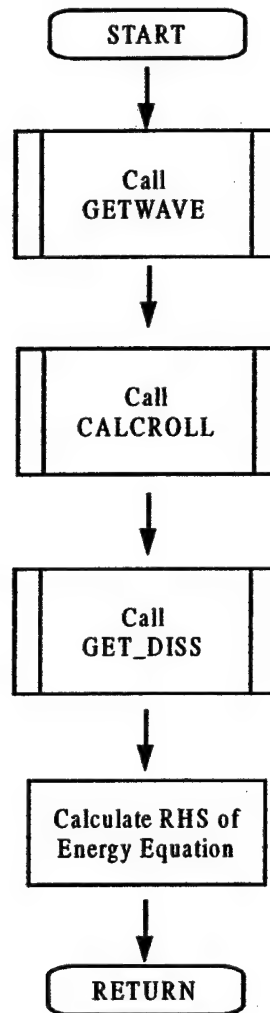 START
Call
GETWAVE
Call
CALCROLL
Call
GET_DISS
Calculate RHS of
Energy Equation
RETURN